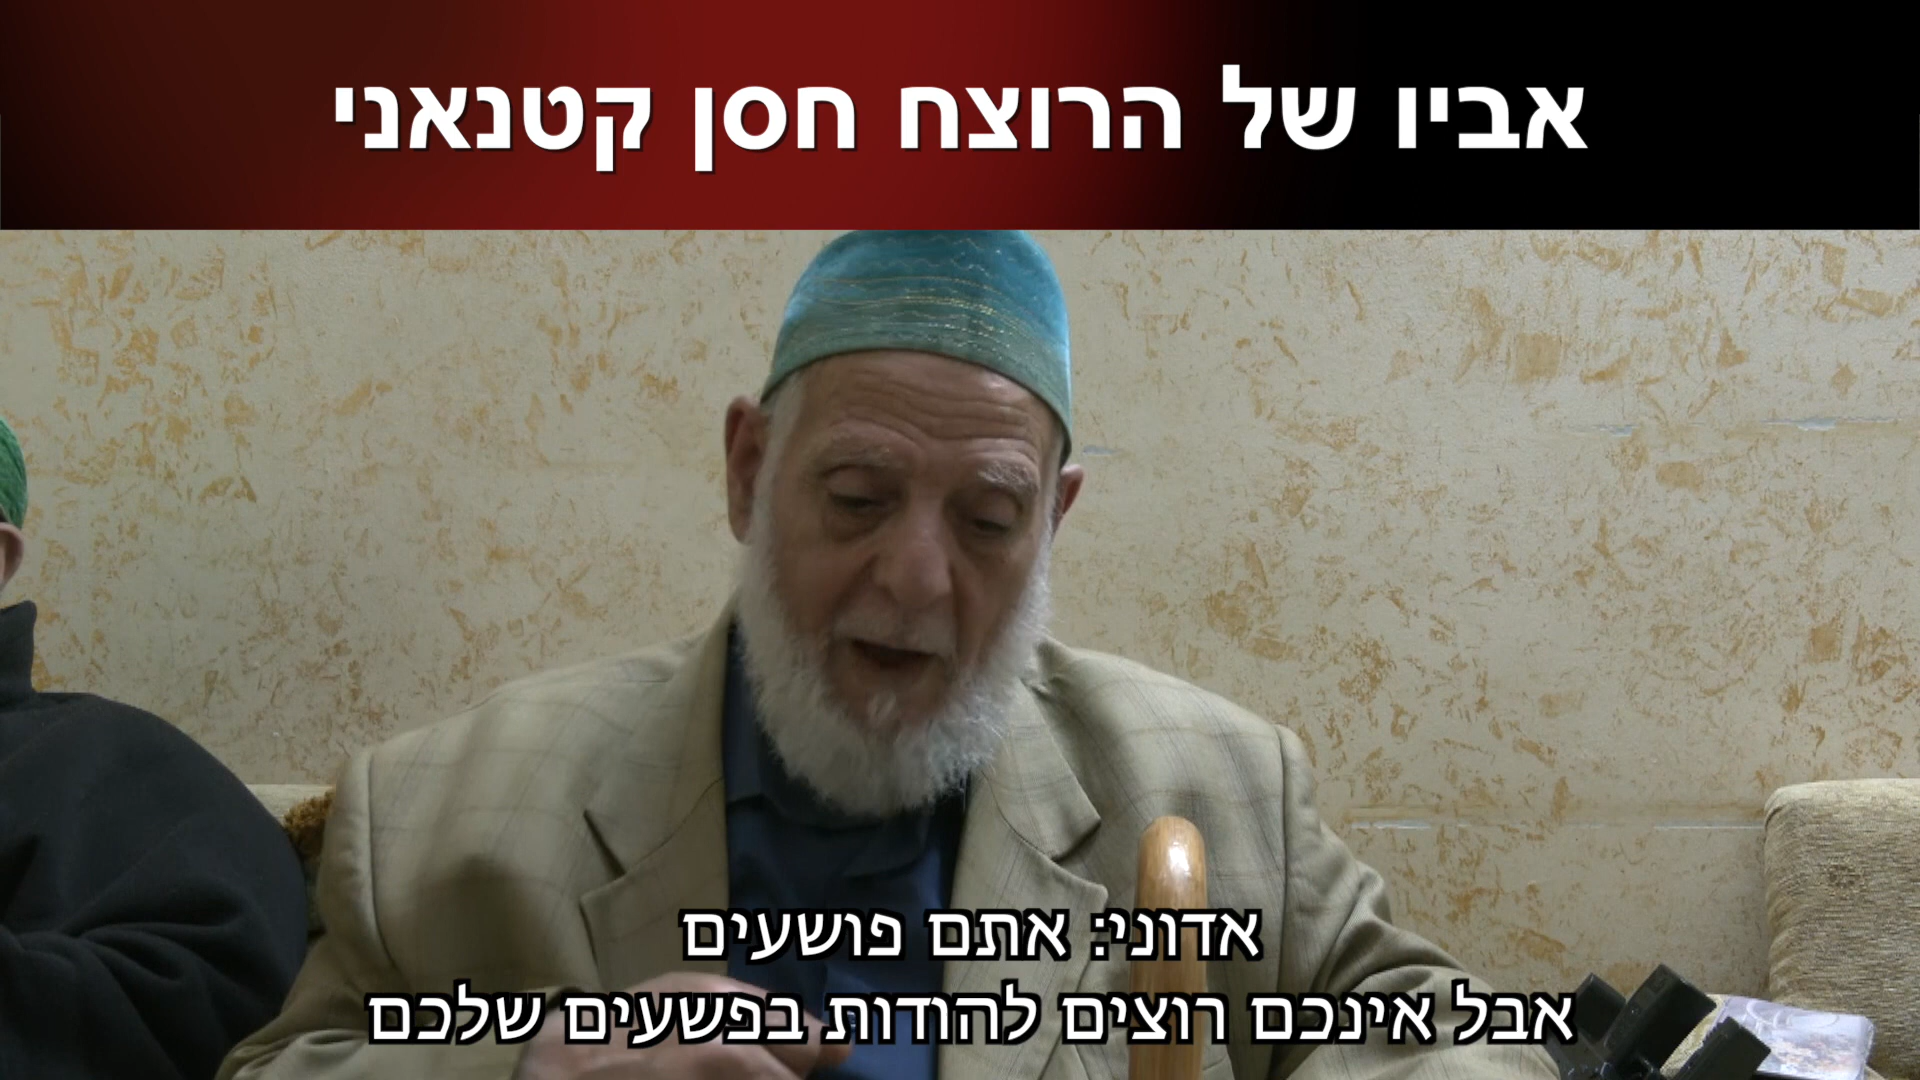 אביו של הרוצח חסן קטנאני
אדוני: אתם פושעים
אבל אינכם רוצים להודות בפשעים שלכם